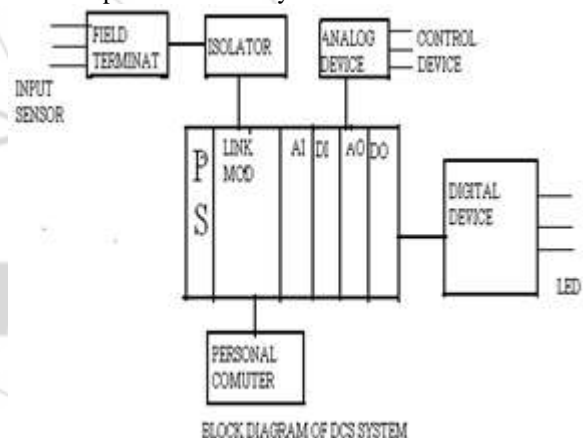 FIELD
TERMINAT
ISOLATOR
ANALOG
DEVICE
CONTROL
DEVICE
INPUT
SENSOR
P
S
LINK
MOD
AI
DI
AO
DO
DIGITAL
DEVICE
LED
PERSONAL
COMUTER
BLOCK DIAGRAM OF DCS SYSTEM